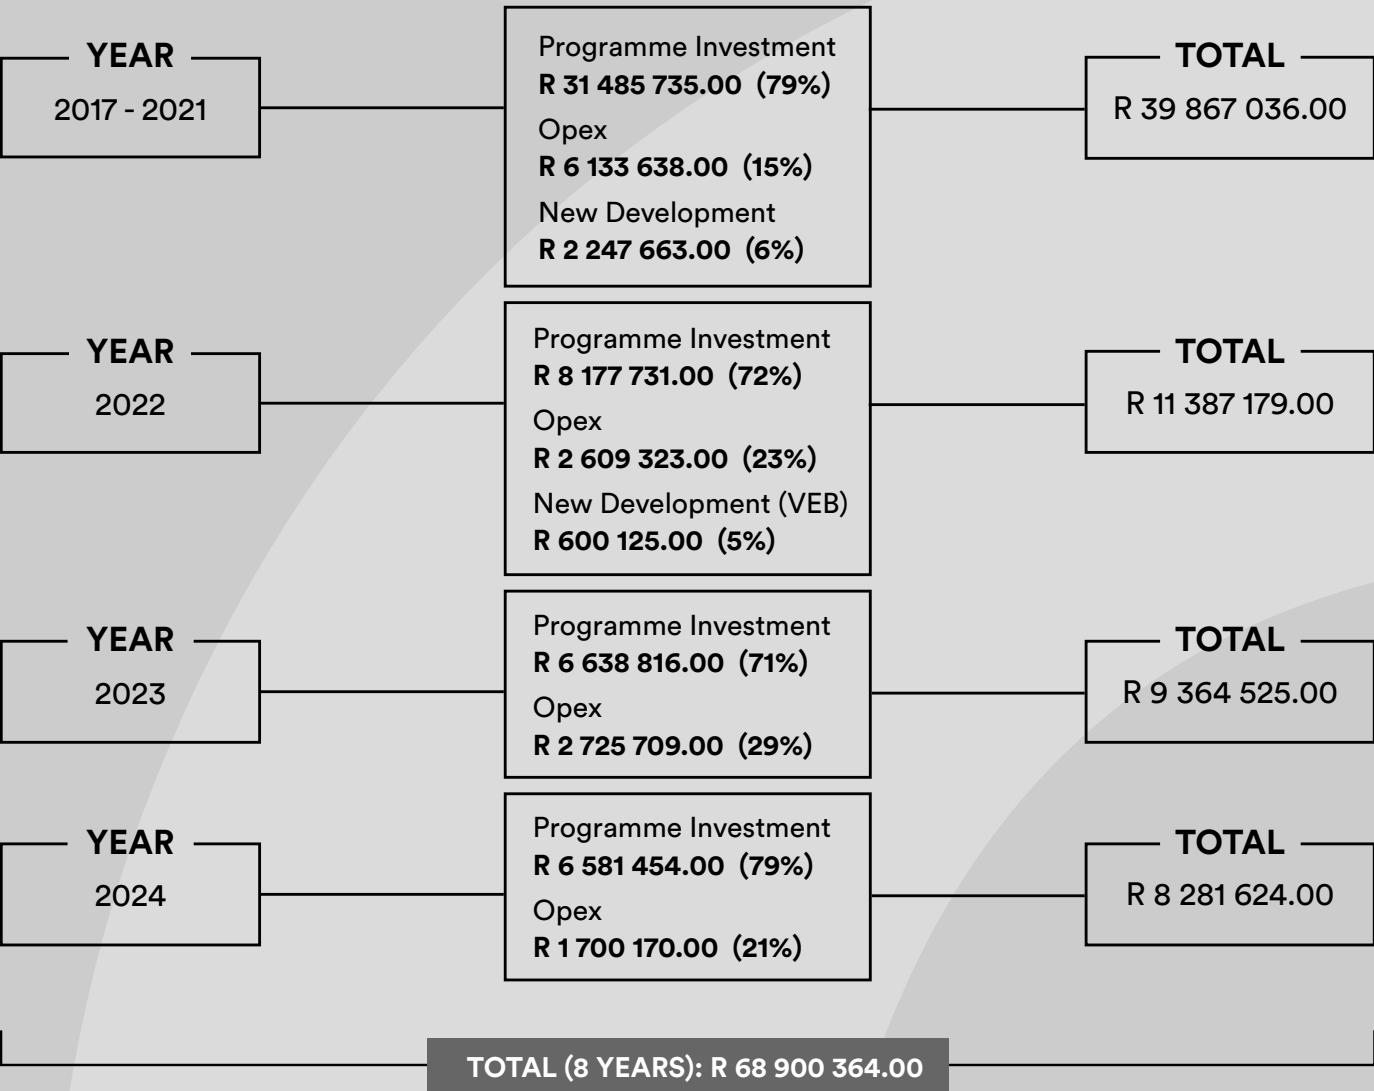 YEAR
2017 - 2021
Programme Investment
R 31 485 735.00 (79%)
Opex
R 6 133 638.00 (15%)
New Development
R 2 247 663.00 (6%)
TOTAL
R 39 867 036.00
YEAR
2022
Programme Investment
R 8 177 731.00 (72%)
Opex
R 2 609 323.00 (23%)
New Development (VEB)
R 600 125.00 (5%)
TOTAL
R 11 387 179.00
YEAR
2023
Programme Investment
R 6 638 816.00 (71%)
Opex
R 2 725 709.00 (29%)
TOTAL
R 9 364 525.00
YEAR
2024
Programme Investment
R 6 581 454.00 (79%)
Opex
R 1 700 170.00 (21%)
TOTAL
R 8 281 624.00
TOTAL (8 YEARS): R 68 900 364.00